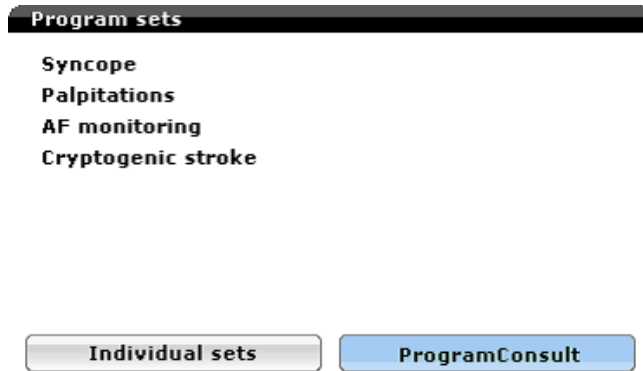 Program sets
Syncope
Palpitations
AF monitoring
Cryptogenic stroke
Individual sets
ProgramConsult